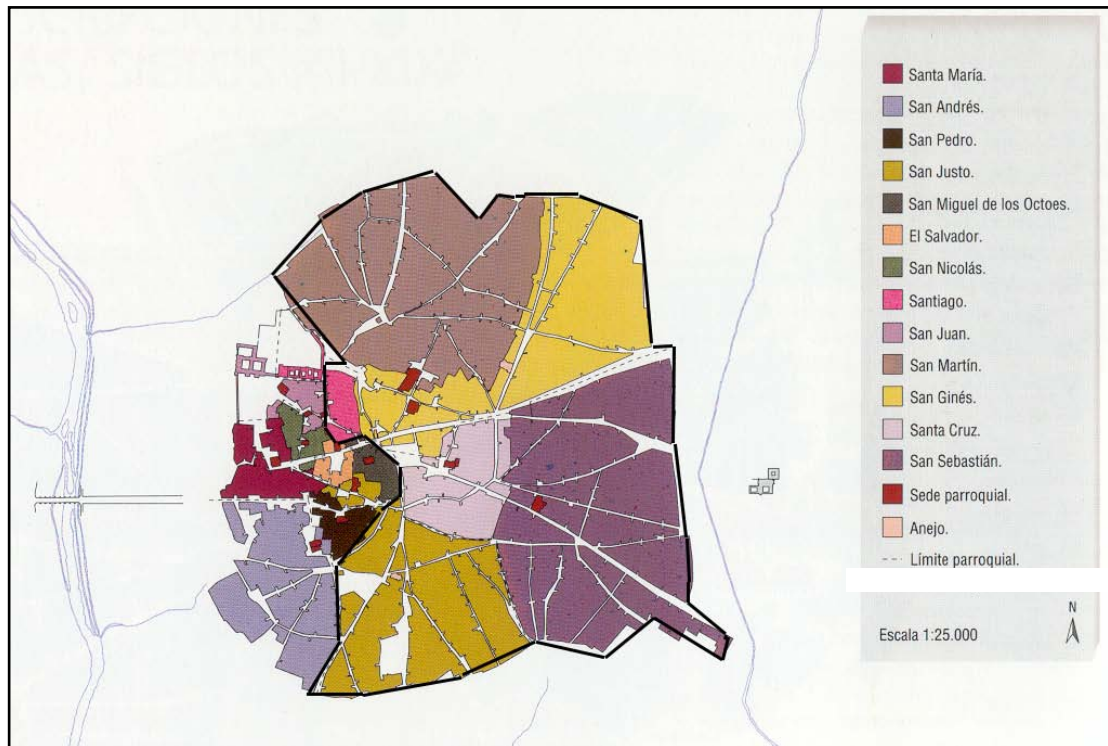 Santa María.
San Andrés.
San Pedro.
San Justo.
San Miguel de los Octoes.
El Salvador.
San Nicolás.
Santiago.
San Juan.
San Martín.
San Ginés.
Santa Cruz.
San Sebastián.
Sede parroquial.
Anejo.
Límite parroquial.
N
Escala 1:25.000